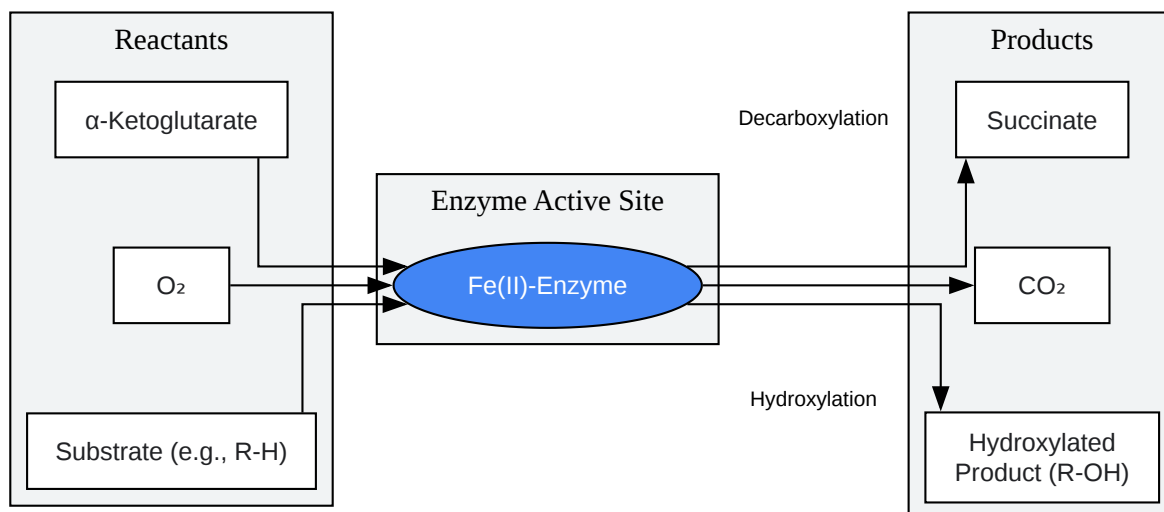 Reactants
α-Ketoglutarate
O₂
Substrate (e.g., R-H)
Enzyme Active Site
Fe(II)-Enzyme
Decarboxylation
Hydroxylation
Products
Succinate
CO₂
Hydroxylated
Product (R-OH)